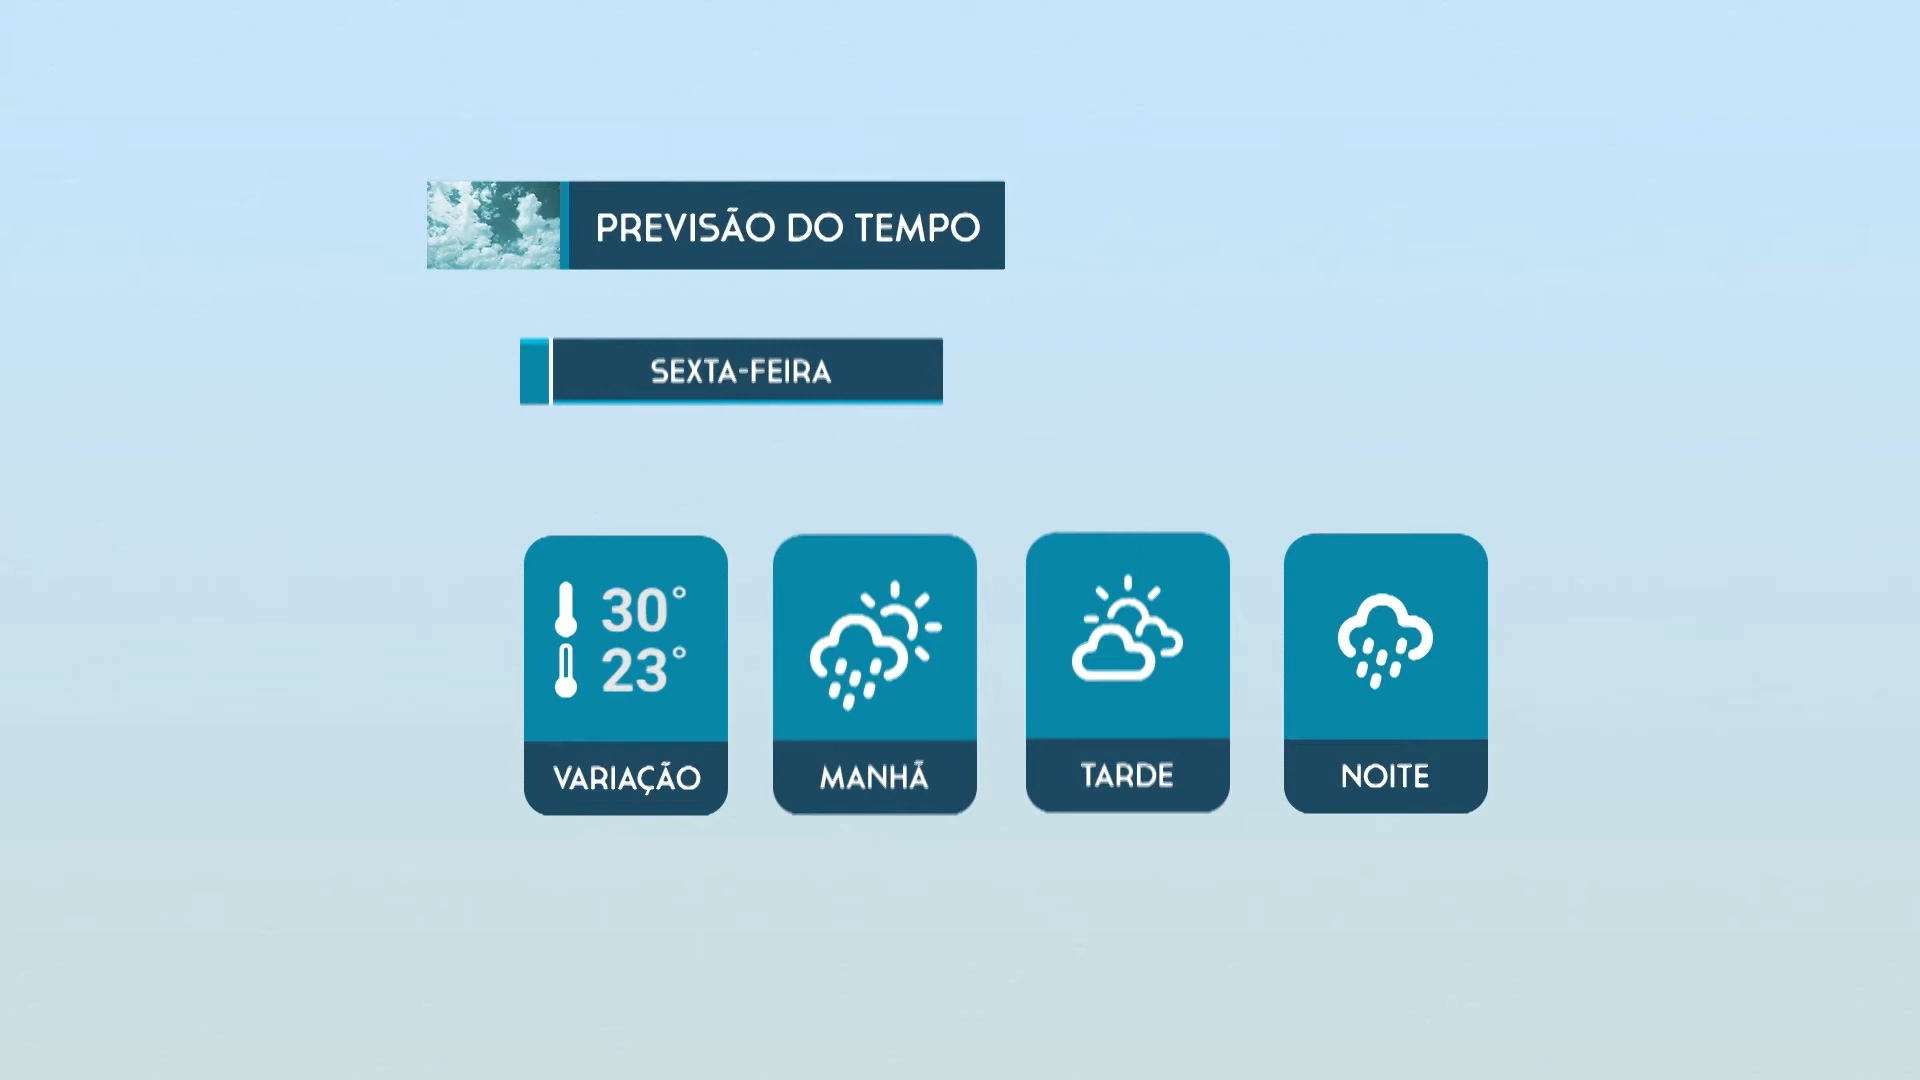 PREVISÃO DO TEMPO
SEXTA-FEIRA
30°
23°
VARIAÇÃO
MANHÃ
TARDE
NOITE